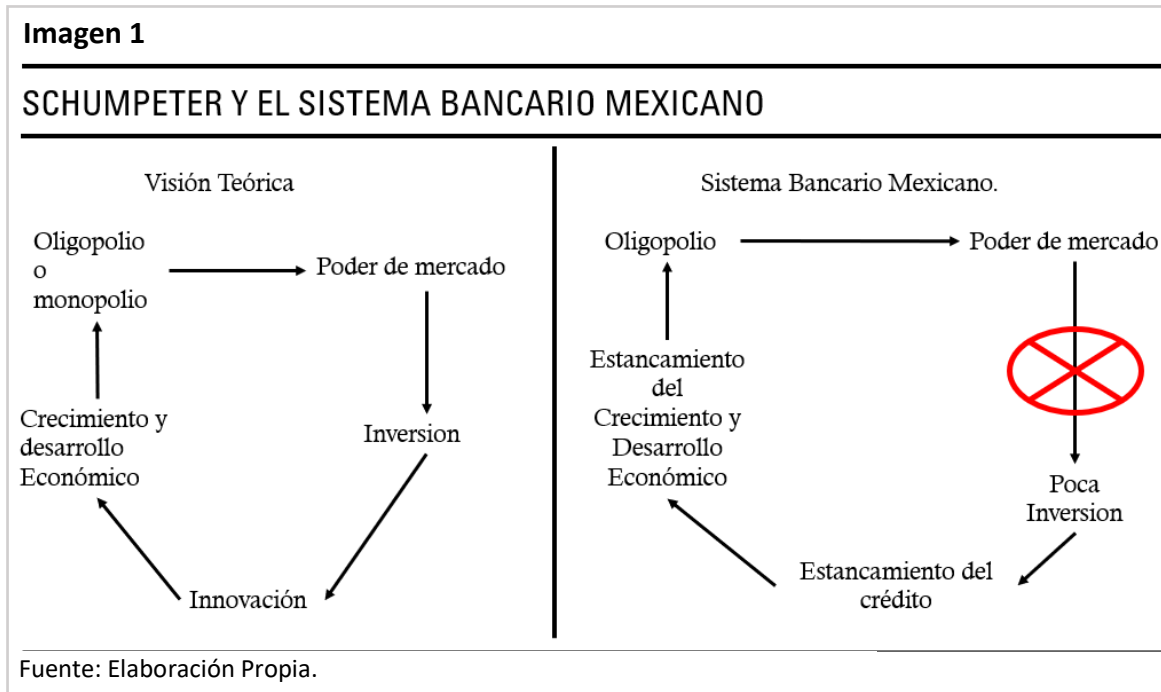 Imagen 1
SCHUMPETER Y EL SISTEMA BANCARIO MEXICANO
Visión Teórica
Oligopolio
o
monopolio
Poder de mercado
Inversion
Innovación
Crecimiento y
desarrollo
Económico
Sistema Bancario Mexicano.
Oligopolio
Poder de mercado
Poca
Inversion
Estancamiento del
crédito
Estancamiento
del
Crecimiento y
Desarrollo
Económico
Fuente: Elaboración Propia.